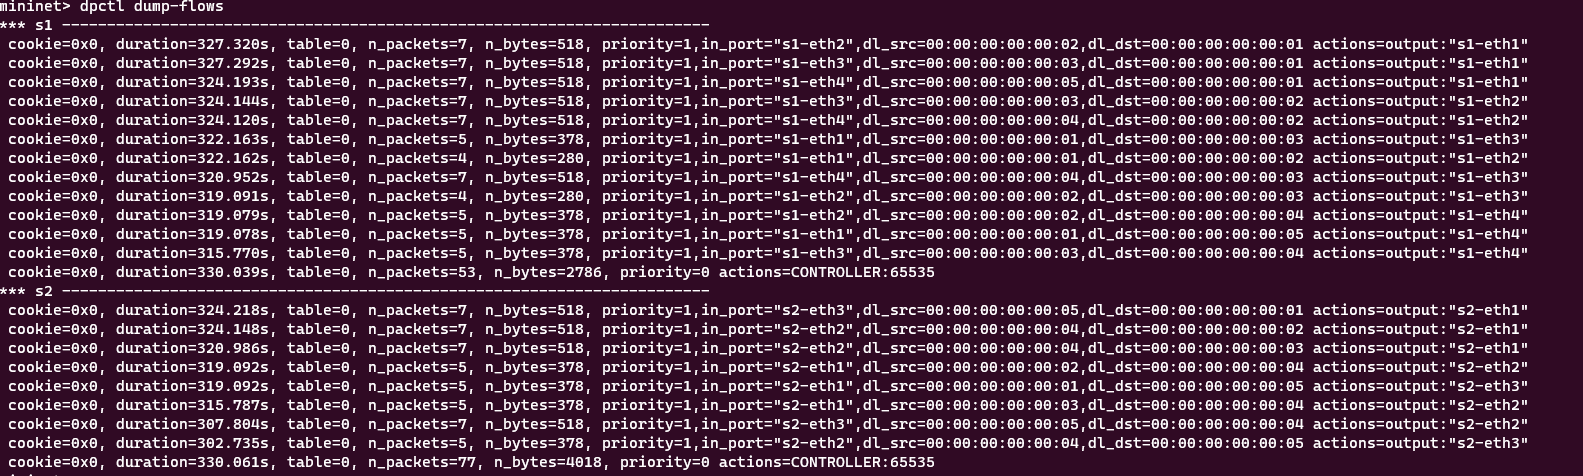 mininet> dpctl dump-flows
*** s1 ------------------------------------------------------------------------
 cookie=0x0, duration=327.320s, table=0, n_packets=7, n_bytes=518, priority=1,in_port="s1-eth2",dl_src=00:00:00:00:00:02,dl_dst=00:00:00:00:00:01 actions=output:"s1-eth1"
 cookie=0x0, duration=327.292s, table=0, n_packets=7, n_bytes=518, priority=1,in_port="s1-eth3",dl_src=00:00:00:00:00:03,dl_dst=00:00:00:00:00:01 actions=output:"s1-eth1"
 cookie=0x0, duration=324.193s, table=0, n_packets=7, n_bytes=518, priority=1,in_port="s1-eth4",dl_src=00:00:00:00:00:05,dl_dst=00:00:00:00:00:01 actions=output:"s1-eth1"
 cookie=0x0, duration=324.144s, table=0, n_packets=7, n_bytes=518, priority=1,in_port="s1-eth3",dl_src=00:00:00:00:00:03,dl_dst=00:00:00:00:00:02 actions=output:"s1-eth2"
 cookie=0x0, duration=324.120s, table=0, n_packets=7, n_bytes=518, priority=1,in_port="s1-eth4",dl_src=00:00:00:00:00:04,dl_dst=00:00:00:00:00:02 actions=output:"s1-eth2"
 cookie=0x0, duration=322.163s, table=0, n_packets=5, n_bytes=378, priority=1,in_port="s1-eth1",dl_src=00:00:00:00:00:01,dl_dst=00:00:00:00:00:03 actions=output:"s1-eth3"
 cookie=0x0, duration=322.162s, table=0, n_packets=4, n_bytes=280, priority=1,in_port="s1-eth1",dl_src=00:00:00:00:00:01,dl_dst=00:00:00:00:00:02 actions=output:"s1-eth2"
 cookie=0x0, duration=320.952s, table=0, n_packets=7, n_bytes=518, priority=1,in_port="s1-eth4",dl_src=00:00:00:00:00:04,dl_dst=00:00:00:00:00:03 actions=output:"s1-eth3"
 cookie=0x0, duration=319.091s, table=0, n_packets=4, n_bytes=280, priority=1,in_port="s1-eth2",dl_src=00:00:00:00:00:02,dl_dst=00:00:00:00:00:03 actions=output:"s1-eth3"
 cookie=0x0, duration=319.079s, table=0, n_packets=5, n_bytes=378, priority=1,in_port="s1-eth2",dl_src=00:00:00:00:00:02,dl_dst=00:00:00:00:00:04 actions=output:"s1-eth4"
 cookie=0x0, duration=319.078s, table=0, n_packets=5, n_bytes=378, priority=1,in_port="s1-eth1",dl_src=00:00:00:00:00:01,dl_dst=00:00:00:00:00:05 actions=output:"s1-eth4"
 cookie=0x0, duration=315.770s, table=0, n_packets=5, n_bytes=378, priority=1,in_port="s1-eth3",dl_src=00:00:00:00:00:03,dl_dst=00:00:00:00:00:04 actions=output:"s1-eth4"
 cookie=0x0, duration=330.039s, table=0, n_packets=53, n_bytes=2786, priority=0 actions=CONTROLLER:65535
*** s2 ------------------------------------------------------------------------
 cookie=0x0, duration=324.218s, table=0, n_packets=7, n_bytes=518, priority=1,in_port="s2-eth3",dl_src=00:00:00:00:00:05,dl_dst=00:00:00:00:00:01 actions=output:"s2-eth1"
 cookie=0x0, duration=324.148s, table=0, n_packets=7, n_bytes=518, priority=1,in_port="s2-eth2",dl_src=00:00:00:00:00:04,dl_dst=00:00:00:00:00:02 actions=output:"s2-eth1"
 cookie=0x0, duration=320.986s, table=0, n_packets=7, n_bytes=518, priority=1,in_port="s2-eth2",dl_src=00:00:00:00:00:04,dl_dst=00:00:00:00:00:03 actions=output:"s2-eth1"
 cookie=0x0, duration=319.092s, table=0, n_packets=5, n_bytes=378, priority=1,in_port="s2-eth1",dl_src=00:00:00:00:00:02,dl_dst=00:00:00:00:00:04 actions=output:"s2-eth2"
 cookie=0x0, duration=319.092s, table=0, n_packets=5, n_bytes=378, priority=1,in_port="s2-eth1",dl_src=00:00:00:00:00:01,dl_dst=00:00:00:00:00:05 actions=output:"s2-eth3"
 cookie=0x0, duration=315.787s, table=0, n_packets=5, n_bytes=378, priority=1,in_port="s2-eth1",dl_src=00:00:00:00:00:03,dl_dst=00:00:00:00:00:04 actions=output:"s2-eth2"
 cookie=0x0, duration=307.804s, table=0, n_packets=7, n_bytes=518, priority=1,in_port="s2-eth3",dl_src=00:00:00:00:00:05,dl_dst=00:00:00:00:00:04 actions=output:"s2-eth2"
 cookie=0x0, duration=302.735s, table=0, n_packets=5, n_bytes=378, priority=1,in_port="s2-eth2",dl_src=00:00:00:00:00:04,dl_dst=00:00:00:00:00:05 actions=output:"s2-eth3"
 cookie=0x0, duration=330.061s, table=0, n_packets=77, n_bytes=4018, priority=0 actions=CONTROLLER:65535